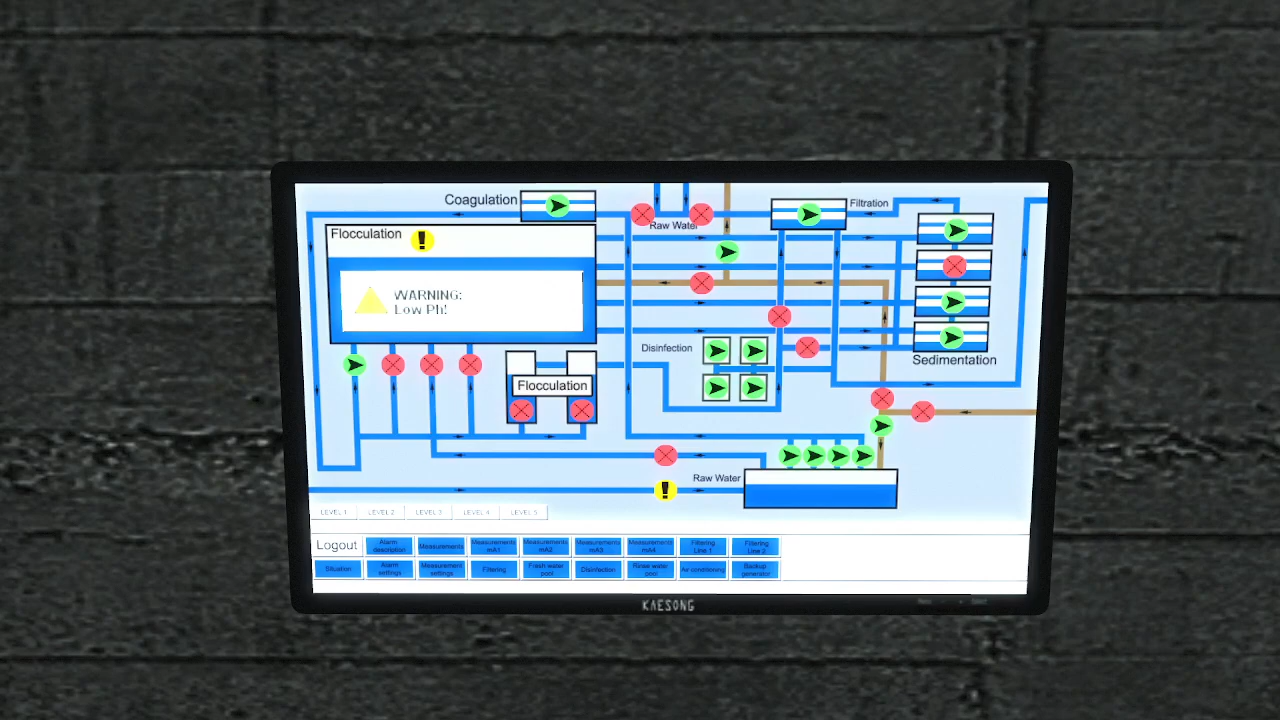 Coagulation
Filtration
Raw Water
Flocculation
!
WARNING:
Low Ph!
Disinfection
Sedimentation
Flocculation
Raw Water
!
LEVEL 1 LEVEL 2 LEVEL 3 LEVEL 4 LEVEL 5
Logout
Alarm description
Measurements
Measurements mA1
Measurements mA2
Measurements mA3
Measurements mA4
Filtering Line 1
Filtering Line 2
Situation
Alarm settings
Measurement settings
Filtering
Fresh water pool
Disinfection
Rinse water pool
Air conditioning
Backup generator
KAESONG